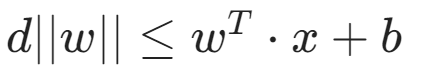 d||w|| ≤ w^T · x + b